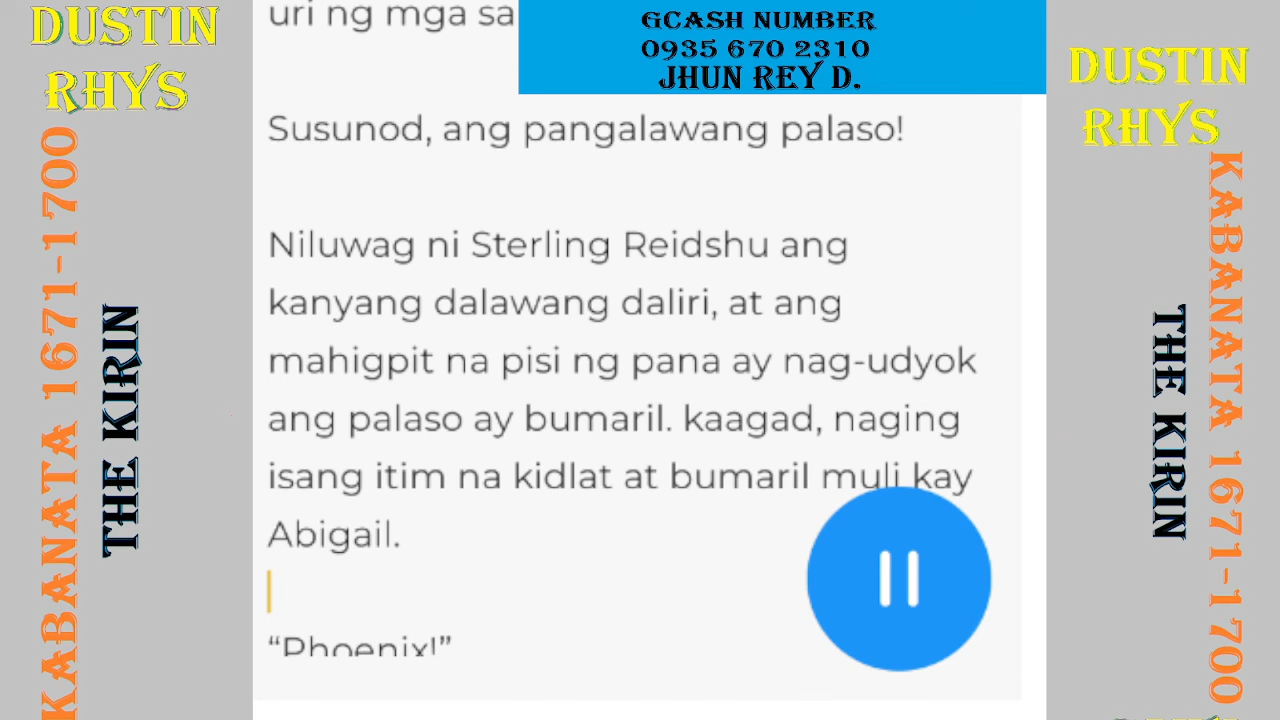 DUSTIN
RHYS
KABANATA 1671-1700
THE KIRIN
uri ng mga
GCASH NUMBER
0935 670 2310
JHUN REY D.
Susunod, ang pangalawang palaso!
Niluwag ni Sterling Reidshu ang
kanyang dalawang daliri, at ang
mahigpit na pisi ng pana ay nag-udyok
ang palaso ay bumaril. kaagad, naging
isang itim na kidlat at bumaril muli kay
Abigail.
“Phoenix!”
DUSTIN
RHYS
KABANATA 1671-1700
THE KIRIN